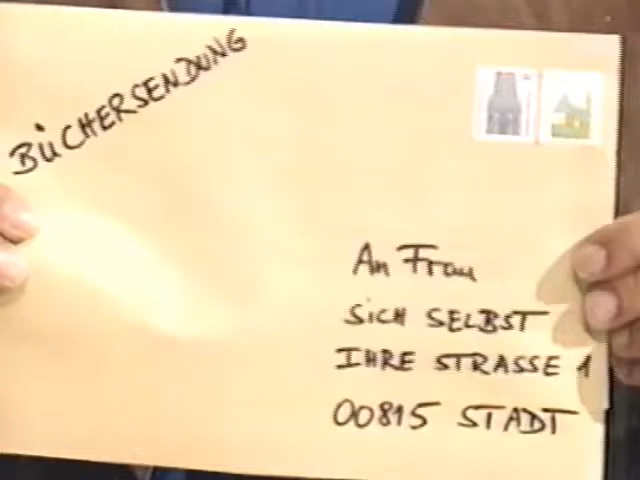 BÜCHERSENDUNG
An Frau
SICH SELBST
IHRE STRASSE 1
00815 STADT